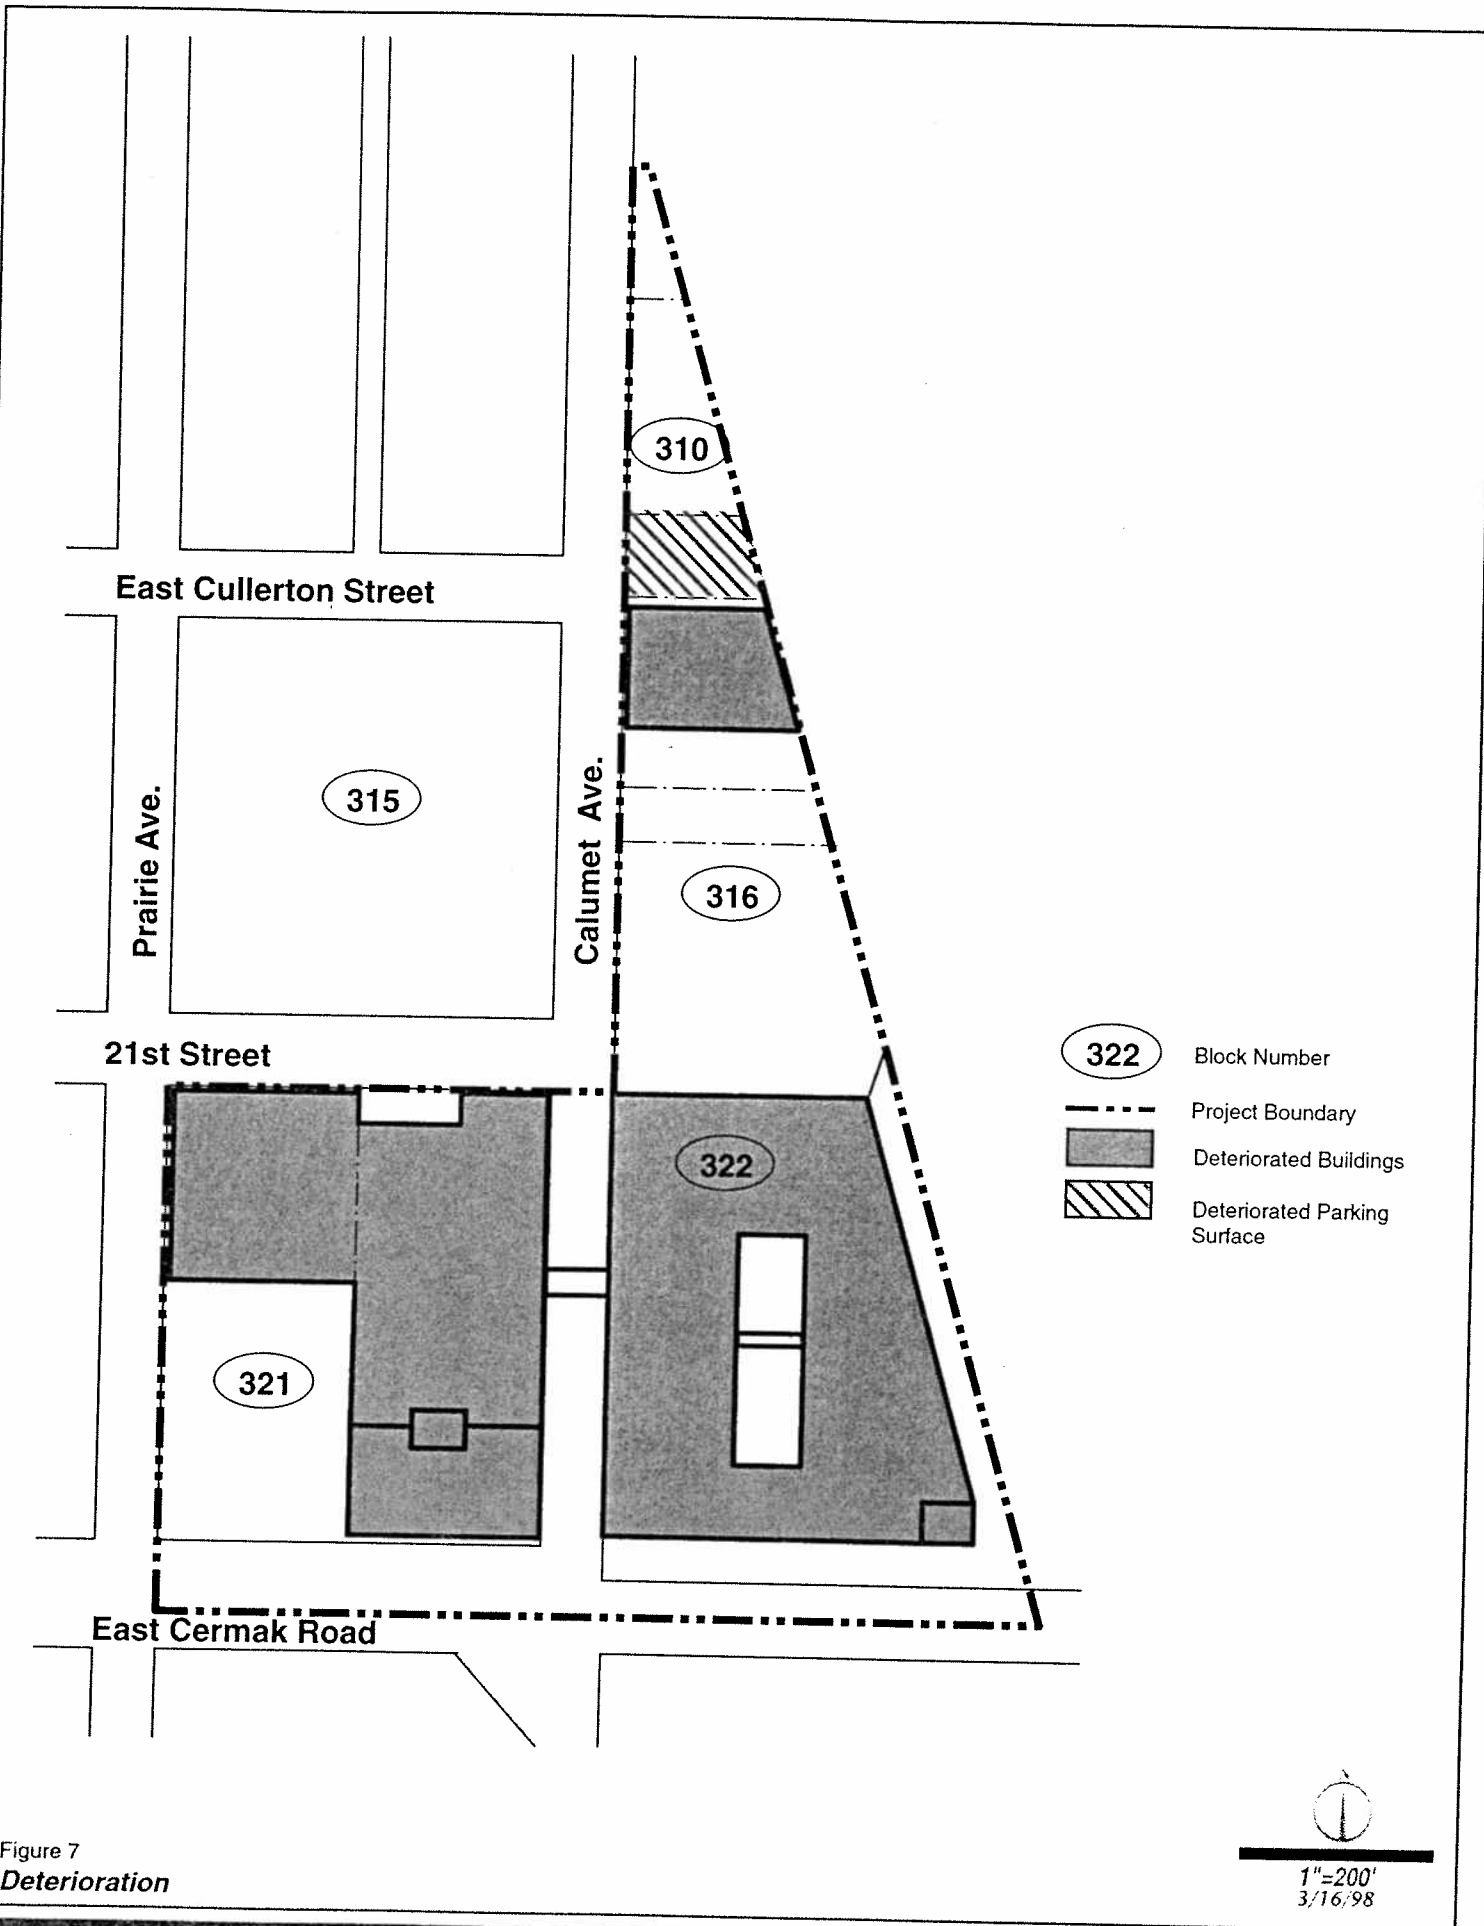 310
East Cullerton Street
315
Prairie Ave.
Calumet Ave.
316
21st Street
322
Block Number
Project Boundary
Deteriorated Buildings
Deteriorated Parking
Surface
322
321
East Cermak Road
Figure 7
Deterioration
1"=200'
3/16/98